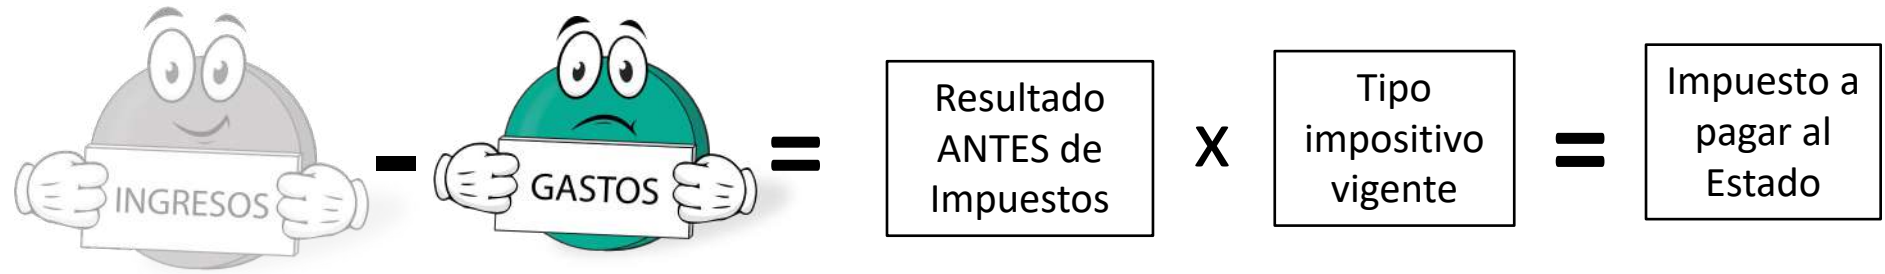 INGRESOS
-
GASTOS
=
Resultado
ANTES de
Impuestos
X
Tipo
impositivo
vigente
=
Impuesto a
pagar al
Estado